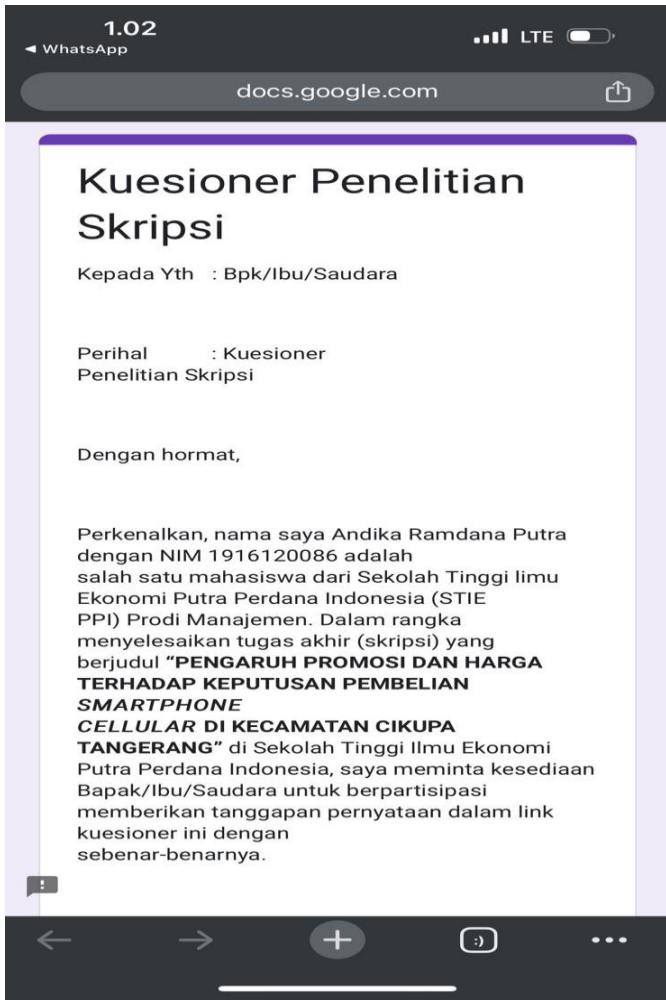 1.02
LTE
◄ WhatsApp
docs.google.com
Kuesioner Penelitian
Skripsi
Kepada Yth : Bpk/Ibu/Saudara
Perihal : Kuesioner
Penelitian Skripsi
Dengan hormat,
Perkenalkan, nama saya Andika Ramdana Putra
dengan NIM 1916120086 adalah
salah satu mahasiswa dari Sekolah Tinggi limu
Ekonomi Putra Perdana Indonesia (STIE
PPI) Prodi Manajemen. Dalam rangka
menyelesaikan tugas akhir (skripsi) yang
berjudul “PENGARUH PROMOSI DAN HARGA
TERHADAP KEPUTUSAN PEMBELIAN
SMARTPHONE
CELLULAR DI KECAMATAN CIKUPA
TANGERANG” di Sekolah Tinggi Ilmu Ekonomi
Putra Perdana Indonesia, saya meminta kesediaan
Bapak/Ibu/Saudara untuk berpartisipasi
memberikan tanggapan pernyataan dalam link
kuesioner ini dengan
sebenar-benarnya.
:)